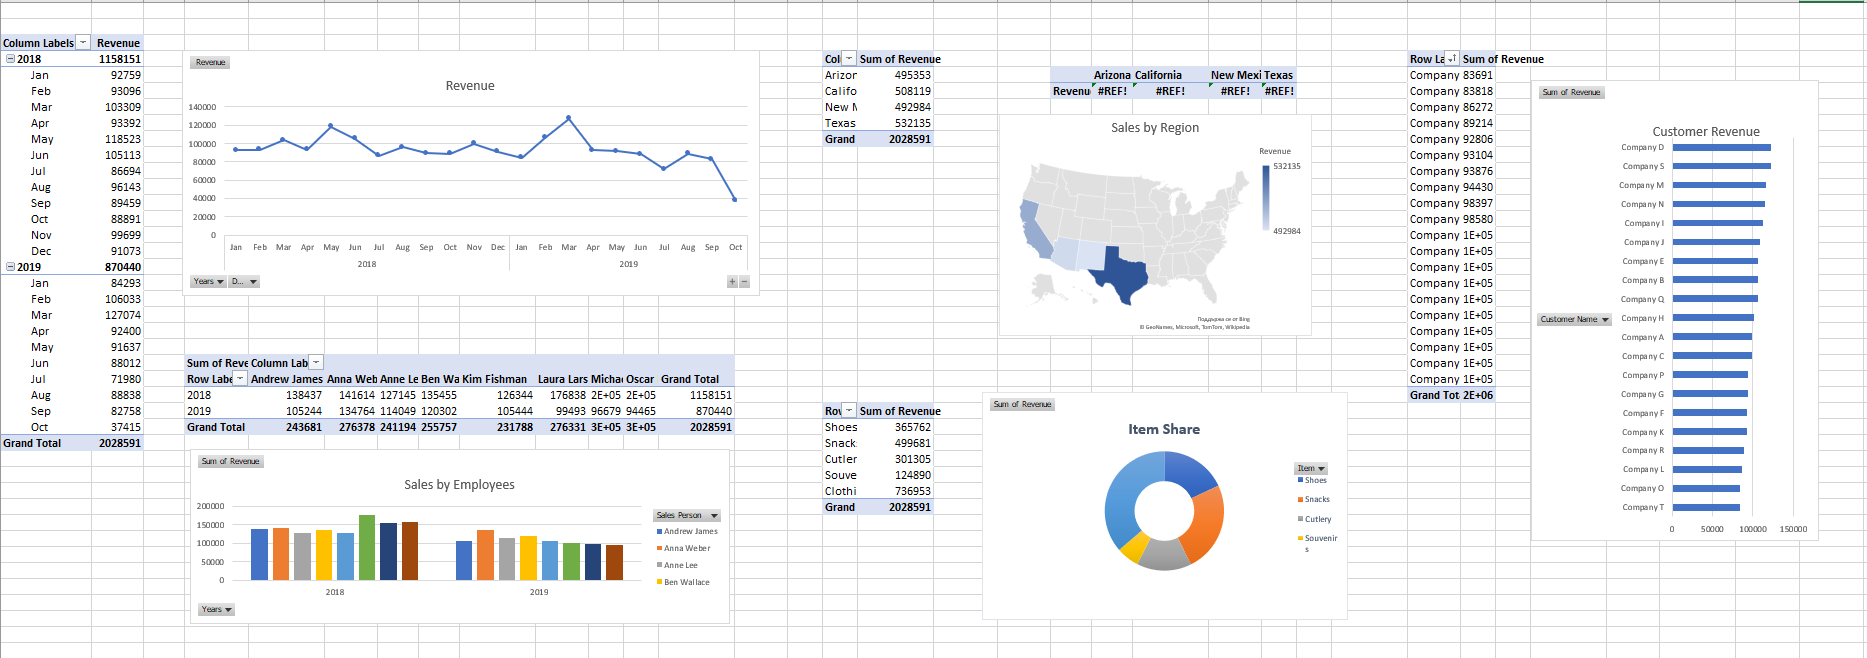 Column Labels Revenue
2018 1158151
Jan 92759
Feb 93096
Mar 103309
Apr 93392
May 118523
Jun 105113
Jul 86694
Aug 96143
Sep 89459
Oct 88891
Nov 99699
Dec 91073
2019 870440
Jan 84293
Feb 106033
Mar 127074
Apr 92400
May 91637
Jun 88012
Jul 71980
Aug 88838
Sep 82758
Oct 37415
Grand Total 2028591
Revenue
Revenue
140000
120000
100000
80000
60000
40000
20000
0
Jan Feb Mar Apr May Jun Jul Aug Sep Oct Nov Dec Jan Feb Mar Apr May Jun Jul Aug Sep Oct
2018 2019
Years D...
+ −
Sum of Reve Column Lab
Row Labe Andrew James Anna Web Anne Le Ben Wa Kim Fishman Laura Lars Micha Oscar Grand Total
2018 138437 141614 127145 135455 126344 176838 2E+05 2E+05 1158151
2019 105244 134764 114049 120302 105444 99493 96679 94465 870440
Grand Total 243681 276378 241194 255757 231788 276331 3E+05 3E+05 2028591
Sum of Revenue
Sales by Employees
200000
150000
100000
50000
0
2018 2019
Sales Person
Andrew James
Anna Weber
Anne Lee
Ben Wallace
Years
Col Sum of Revenue
Arizor 495353
Califo 508119
New M 492984
Texas 532135
Grand 2028591
Arizona California New Mexi Texas
Revenu #REF! #REF! #REF! #REF!
Sales by Region
Revenue
532135
492984
Поддържа се от Bing
© GeoNames, Microsoft, TomTom, Wikipedia
Row Sum of Revenue
Shoes 365762
Snack 499681
Cutler 301305
Souve 124890
Clothi 736953
Grand 2028591
Sum of Revenue
Item Share
Item
Shoes
Snacks
Cutlery
Souvenir
s
Row La Sum of Revenue
Company 83691
Company 83818
Company 86272
Company 89214
Company 92806
Company 93104
Company 93876
Company 94430
Company 98397
Company 98580
Company 1E+05
Company 1E+05
Company 1E+05
Company 1E+05
Company 1E+05
Company 1E+05
Company 1E+05
Company 1E+05
Company 1E+05
Company 1E+05
Grand Tot 2E+06
Sum of Revenue
Customer Revenue
Company D
Company S
Company M
Company N
Company I
Company J
Company E
Company B
Company Q
Company H
Company A
Company C
Company P
Company G
Company F
Company K
Company R
Company L
Company O
Company T
0 50000 100000 150000
Customer Name